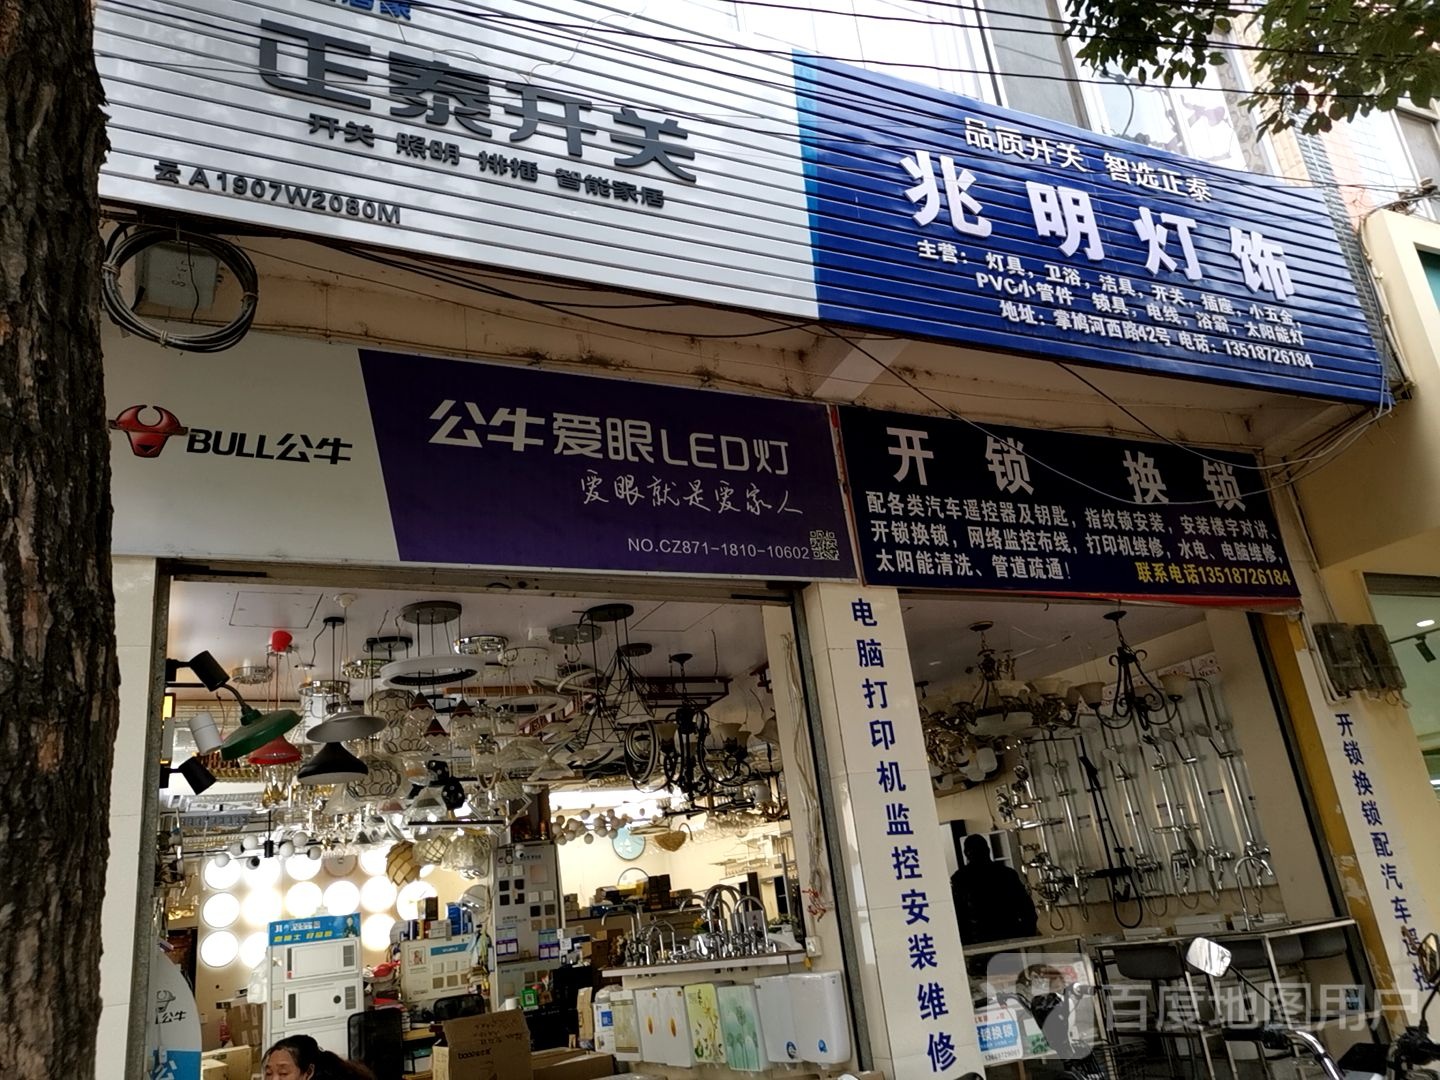 正泰开关
开关 照明 排插 智能家居
云A1907W2080M
品质开关 智选正泰
兆明灯饰
主营：灯具，卫浴，洁具，开关，插座，小五金，
PVC小管件 锁具，电线，浴霸，太阳能灯
地址：掌鸠河西路42号 电话：13518726184
BULL公牛
公牛爱眼LED灯
爱眼就是爱家人
NO.CZ871-1810-10602
开锁 换锁
配各类汽车遥控器及钥匙，指纹锁安装，安装楼宇对讲、
开锁换锁，网络监控布线，打印机维修，水电、电脑维修，
太阳能清洗、管道疏通！
联系电话13518726184
电脑打印机监控安装维修
开锁换锁配汽车遥控
公牛
百度地图用户